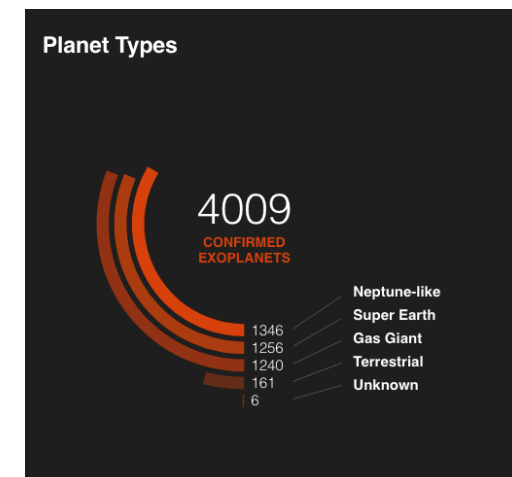 Planet Types
4009
CONFIRMED
EXOPLANETS
1346 Neptune-like
1256 Super Earth
1240 Gas Giant
161 Terrestrial
6 Unknown